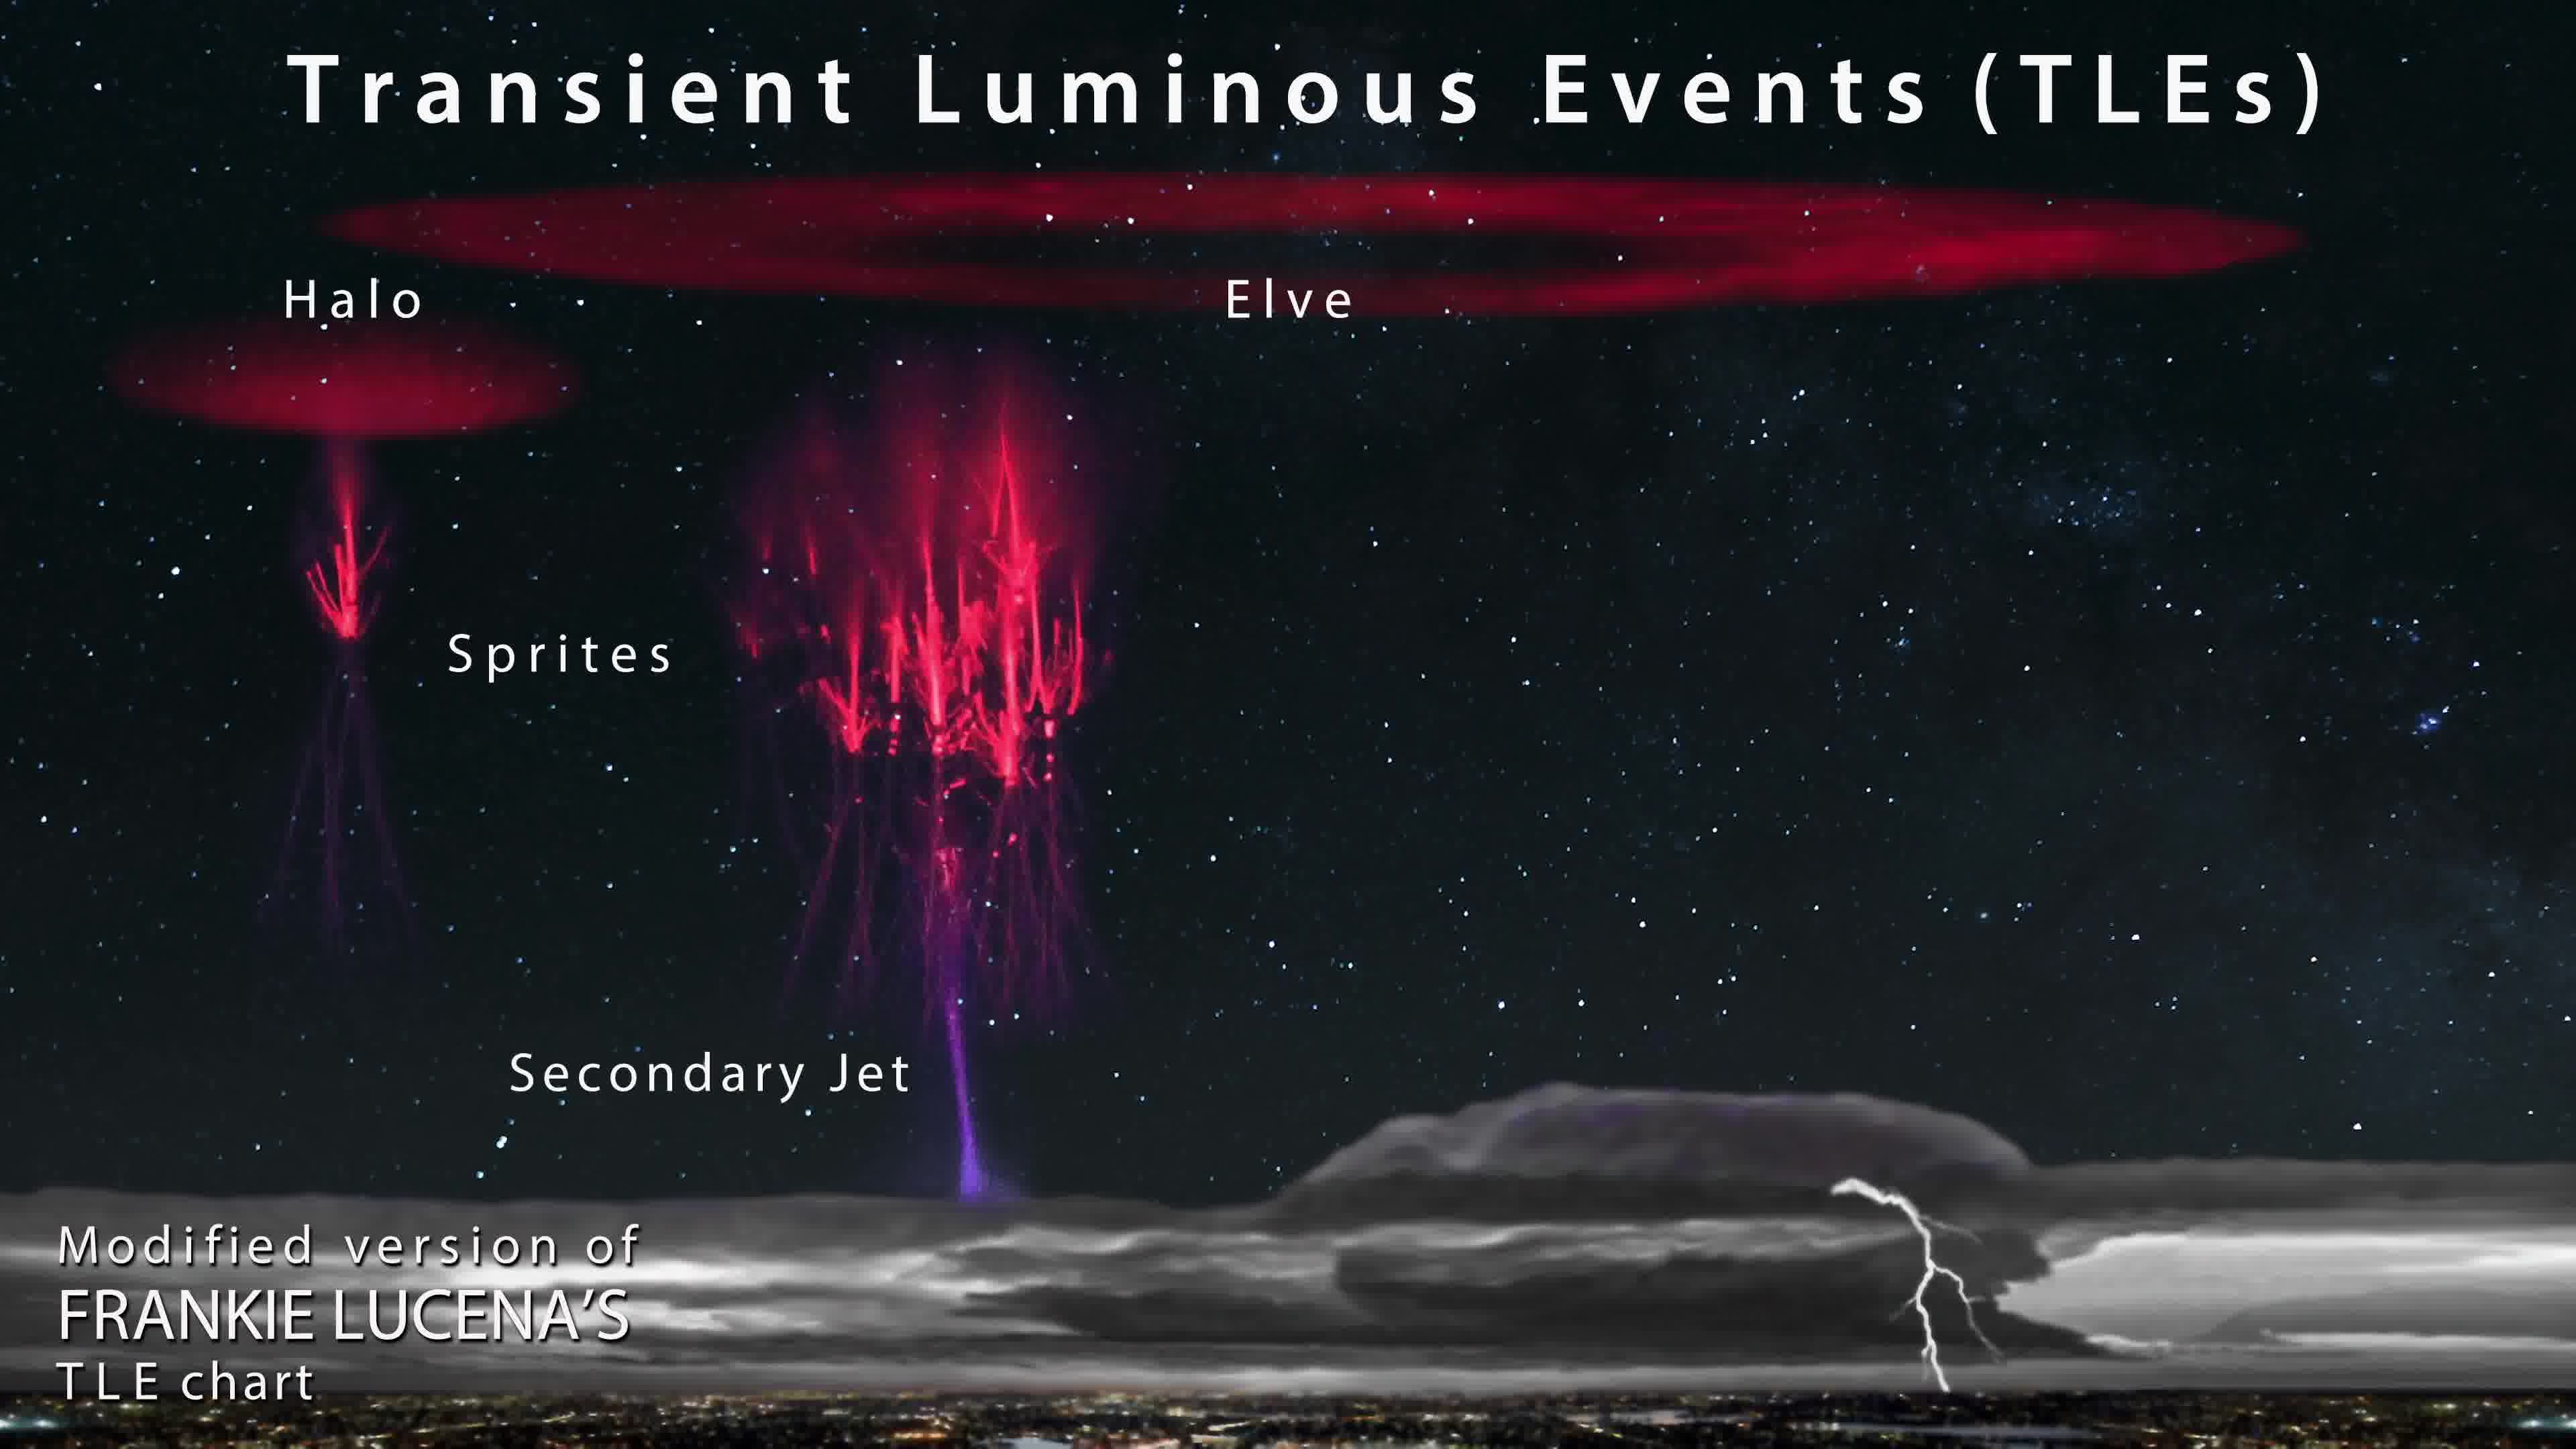 Transient Luminous Events (TLEs)
Halo
Elve
Sprites
Secondary Jet
Modified version of
FRANKIE LUCENA'S
TLE chart